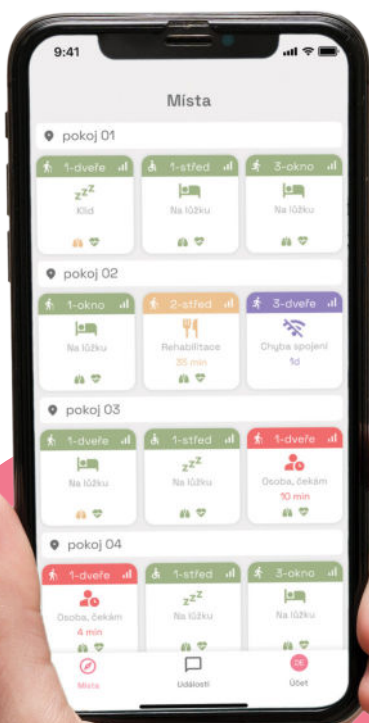 9:41
Místa
pokoj 01
1-dveře 1-střed 3-okno
zzz
Klid Na lůžku Na lůžku
pokoj 02
1-okno 2-střed 3-dveře
Na lůžku Rehabilitace Chyba spojení
35 min 1d
pokoj 03
1-dveře 1-střed 1-dveře
zzz
Na lůžku Na lůžku Osoba, čekám
10 min
pokoj 04
1-dveře 1-střed 3-okno
zzz
Osoba, čekám Na lůžku Na lůžku
4 min
DE
Místa Události Účet